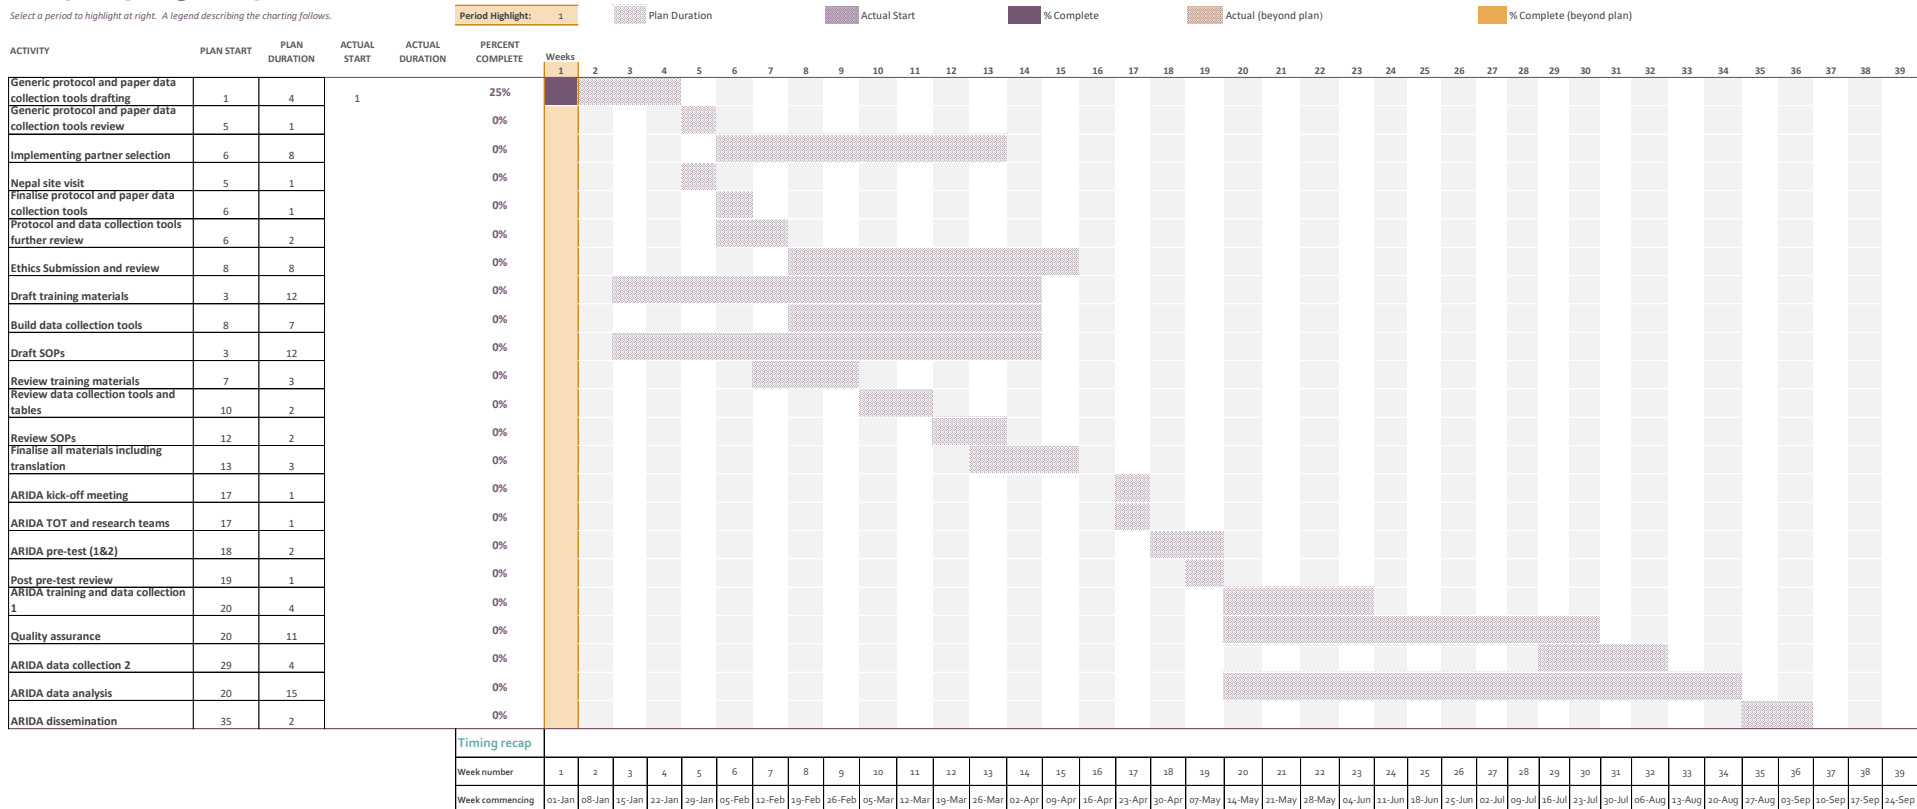 Select a period to highlight at right. A legend describing the charting follows.
Period Highlight: 1 Plan Duration Actual Start % Complete Actual (beyond plan) % Complete (beyond plan)
ACTIVITY PLAN START PLAN DURATION ACTUAL START ACTUAL DURATION PERCENT COMPLETE Weeks
1 2 3 4 5 6 7 8 9 10 11 12 13 14 15 16 17 18 19 20 21 22 23 24 25 26 27 28 29 30 31 32 33 34 35 36 37 38 39
Generic protocol and paper data
collection tools drafting 1 4 1 25%
Generic protocol and paper data
collection tools review 5 1 0%
Implementing partner selection 6 8 0%
Nepal site visit 5 1 0%
Finalise protocol and paper data
collection tools 6 1 0%
Protocol and data collection tools
further review 6 2 0%
Ethics Submission and review 8 8 0%
Draft training materials 3 12 0%
Build data collection tools 8 7 0%
Draft SOPs 3 12 0%
Review training materials 7 3 0%
Review data collection tools and
tables 10 2 0%
Review SOPs 12 2 0%
Finalise all materials including
translation 13 3 0%
ARIDA kick-off meeting 17 1 0%
ARIDA TOT and research teams 17 1 0%
ARIDA pre-test (1&2) 18 2 0%
Post pre-test review 19 1 0%
ARIDA training and data collection
1 20 4 0%
Quality assurance 20 11 0%
ARIDA data collection 2 29 4 0%
ARIDA data analysis 20 15 0%
ARIDA dissemination 35 2 0%
Timing recap
Week number 1 2 3 4 5 6 7 8 9 10 11 12 13 14 15 16 17 18 19 20 21 22 23 24 25 26 27 28 29 30 31 32 33 34 35 36 37 38 39
Week commencing 01-Jan 08-Jan 15-Jan 22-Jan 29-Jan 05-Feb 12-Feb 19-Feb 26-Feb 05-Mar 12-Mar 19-Mar 26-Mar 02-Apr 09-Apr 16-Apr 23-Apr 30-Apr 07-May 14-May 21-May 28-May 04-Jun 11-Jun 18-Jun 25-Jun 02-Jul 09-Jul 16-Jul 23-Jul 30-Jul 06-Aug 13-Aug 20-Aug 27-Aug 03-Sep 10-Sep 17-Sep 24-Sep